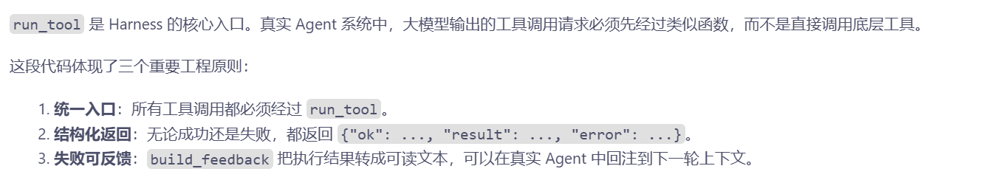 run_tool 是 Harness 的核心入口。真实 Agent 系统中，大模型输出的工具调用请求必须先经过类似函数，而不是直接调用底层工具。
这段代码体现了三个重要工程原则：
1. 统一入口：所有工具调用都必须经过 run_tool。
2. 结构化返回：无论成功还是失败，都返回 {"ok": ..., "result": ..., "error": ...}。
3. 失败可反馈：build_feedback 把执行结果转成可读文本，可以在真实 Agent 中回注到下一轮上下文。